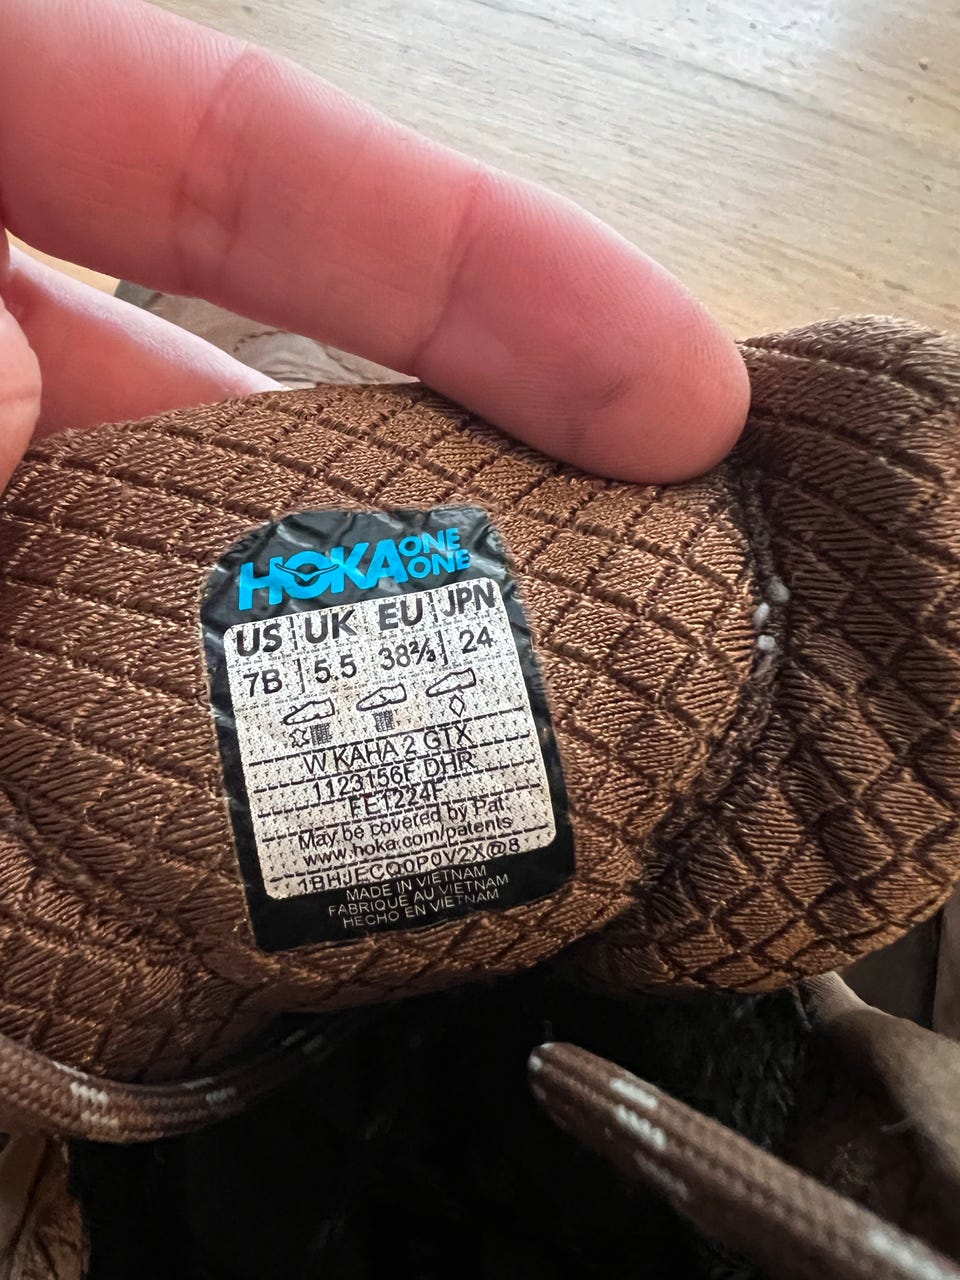 HOKA ONE ONE
US UK EU JPN
7B 5.5 38⅔ 24
W KAHA 2 GTX
1123156F DHR
FE1224F
May be covered by Pat:
www.hoka.com/patents
1BHJECQ0P0V2X@8
MADE IN VIETNAM
FABRIQUE AU VIETNAM
HECHO EN VIETNAM